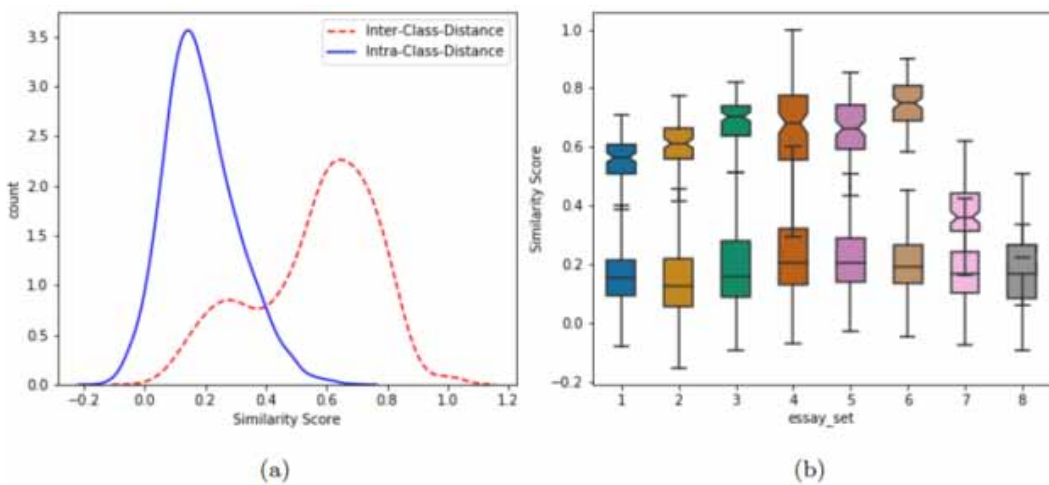 3.5
3.0
2.5
2.0
1.5
1.0
0.5
0.0
count
−0.2 0.0 0.2 0.4 0.6 0.8 1.0 1.2
Similarity Score
Inter-Class-Distance
Intra-Class-Distance
(a)
1.0
0.8
0.6
0.4
0.2
0.0
−0.2
Similarity Score
1 2 3 4 5 6 7 8
essay_set
(b)